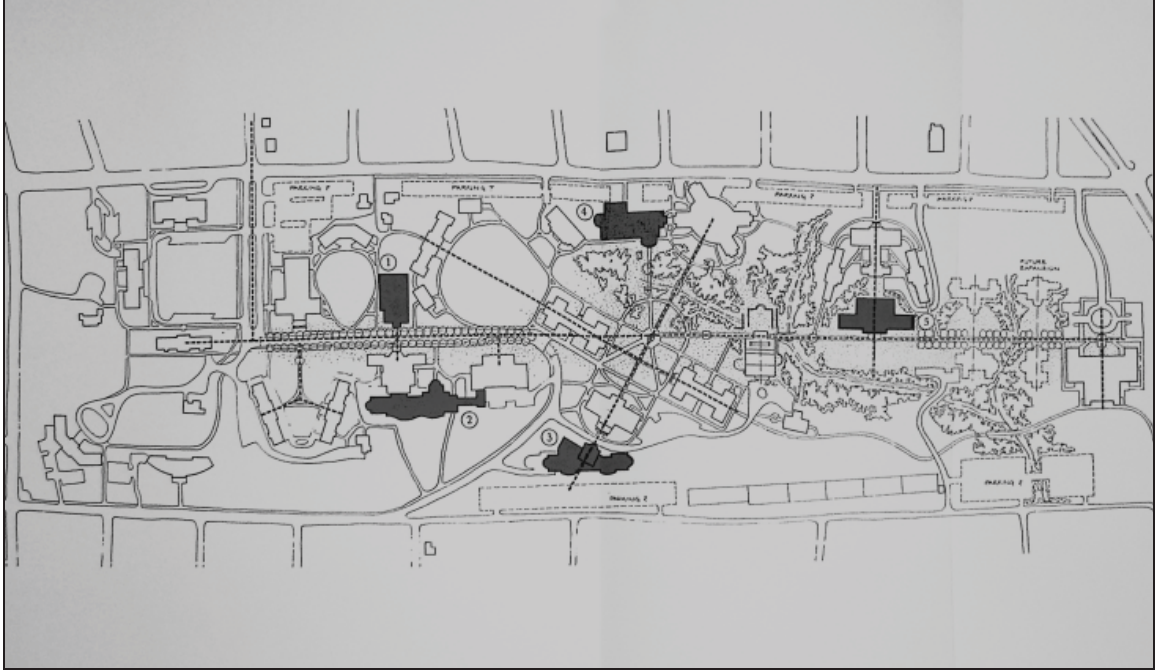 PARKING ?
PARKING ?
PARKING ?
PARKING ?
④
①
FUTURE
EXPANSION
⑤
②
③
PARKING Z
PARKING Z